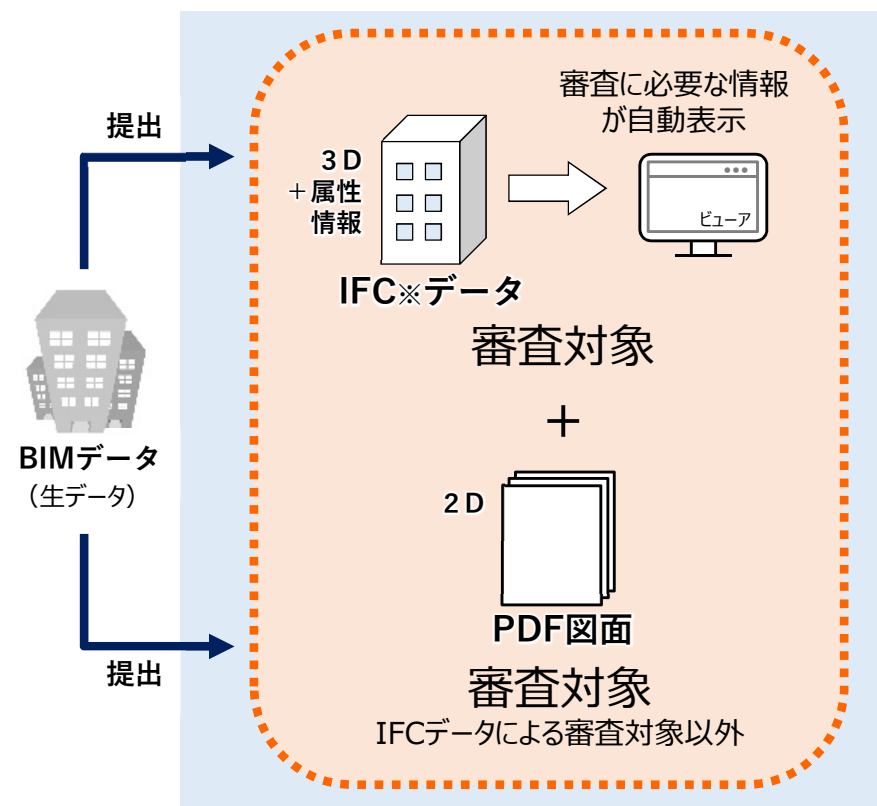 提出
審査に必要な情報
が自動表示
3D
+属性
情報
ビューア
IFC※データ
審査対象
+
BIMデータ
(生データ)
2D
PDF図面
提出
審査対象
IFCデータによる審査対象以外